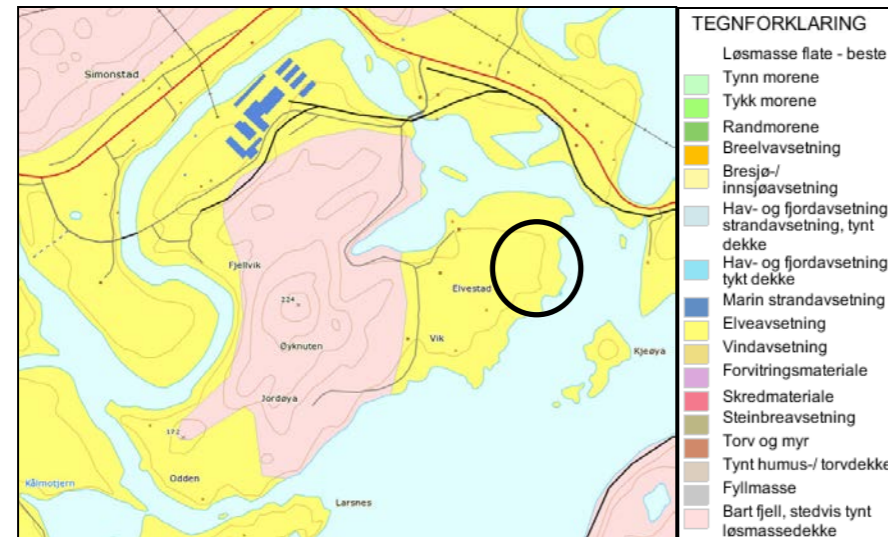 Simonstad
Fjellvik
224
Elvestad
Øyknuten
Vik
Kjeøya
Jordøya
172
Odden
Kålmotjern
Larsnes
TEGNFORKLARING
Løsmasse flate - beste
Tynn morene
Tykk morene
Randmorene
Breelvavsetning
Bresjø-/
innsjøavsetning
Hav- og fjordavsetning
strandavsetning, tynt
dekke
Hav- og fjordavsetning
tykt dekke
Marin strandavsetning
Elveavsetning
Vindavsetning
Forvitringsmateriale
Skredmateriale
Steinbreavsetning
Torv og myr
Tynt humus-/ torvdekke
Fyllmasse
Bart fjell, stedvis tynt
løsmassedekke